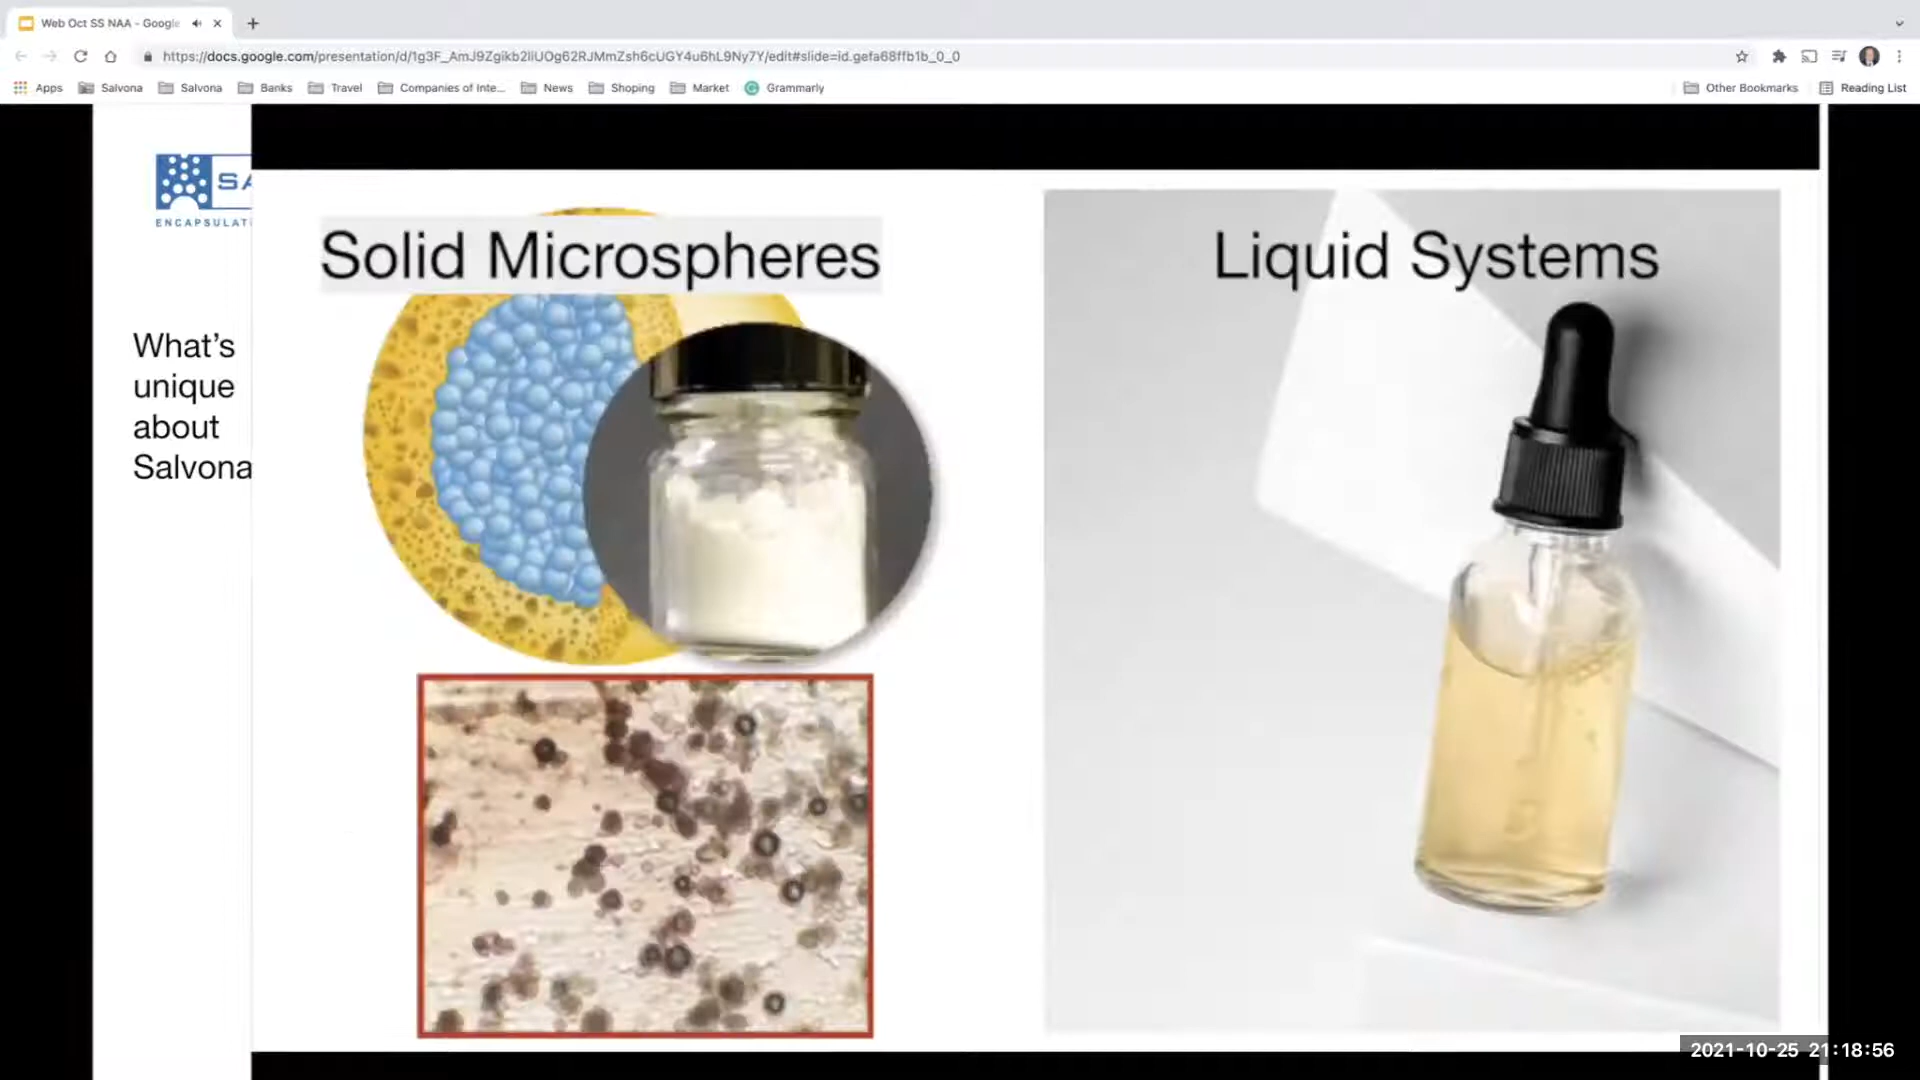 Web Oct SS NAA - Google
https://docs.google.com/presentation/d/1g3F_AmJ9Zgikb2IiUOg62RJMmZsh6cUGY4u6hL9Ny7Y/edit#slide=id.gefa68ffb1b_0_0
Apps Salvona Salvona Banks Travel Companies of Inte... News Shoping Market Grammarly Other Bookmarks Reading List
SA
ENCAPSULATI
What's
unique
about
Salvona
Solid Microspheres
Liquid Systems
2021-10-25 21:18:56